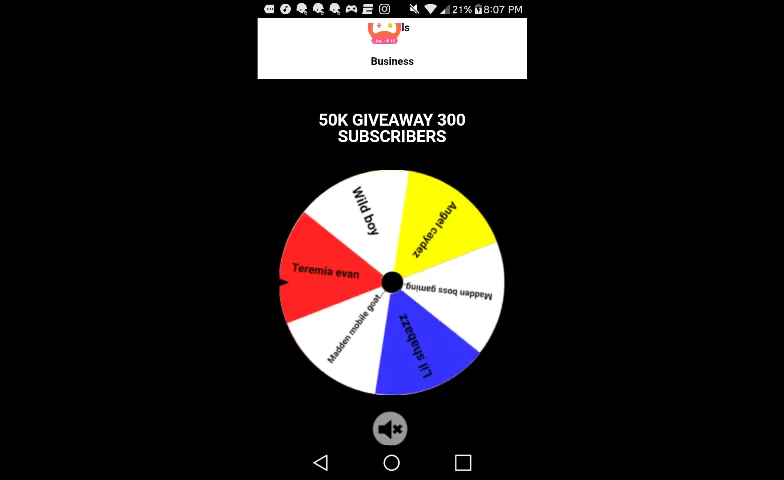 21% 8:07 PM
ls
Business
50K GIVEAWAY 300
SUBSCRIBERS
Wild boy
Angel caydez
Teremia evan
Madden boss gaming
Madden mobile goat...
Lil shabazz